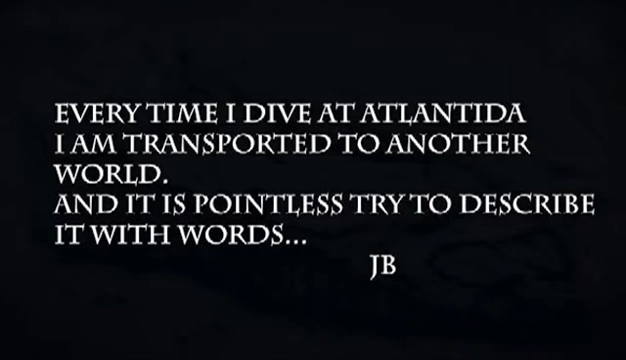 EVERY TIME I DIVE AT ATLANTIDA
I AM TRANSPORTED TO ANOTHER
WORLD.
AND IT IS POINTLESS TRY TO DESCRIBE
IT WITH WORDS...
JB